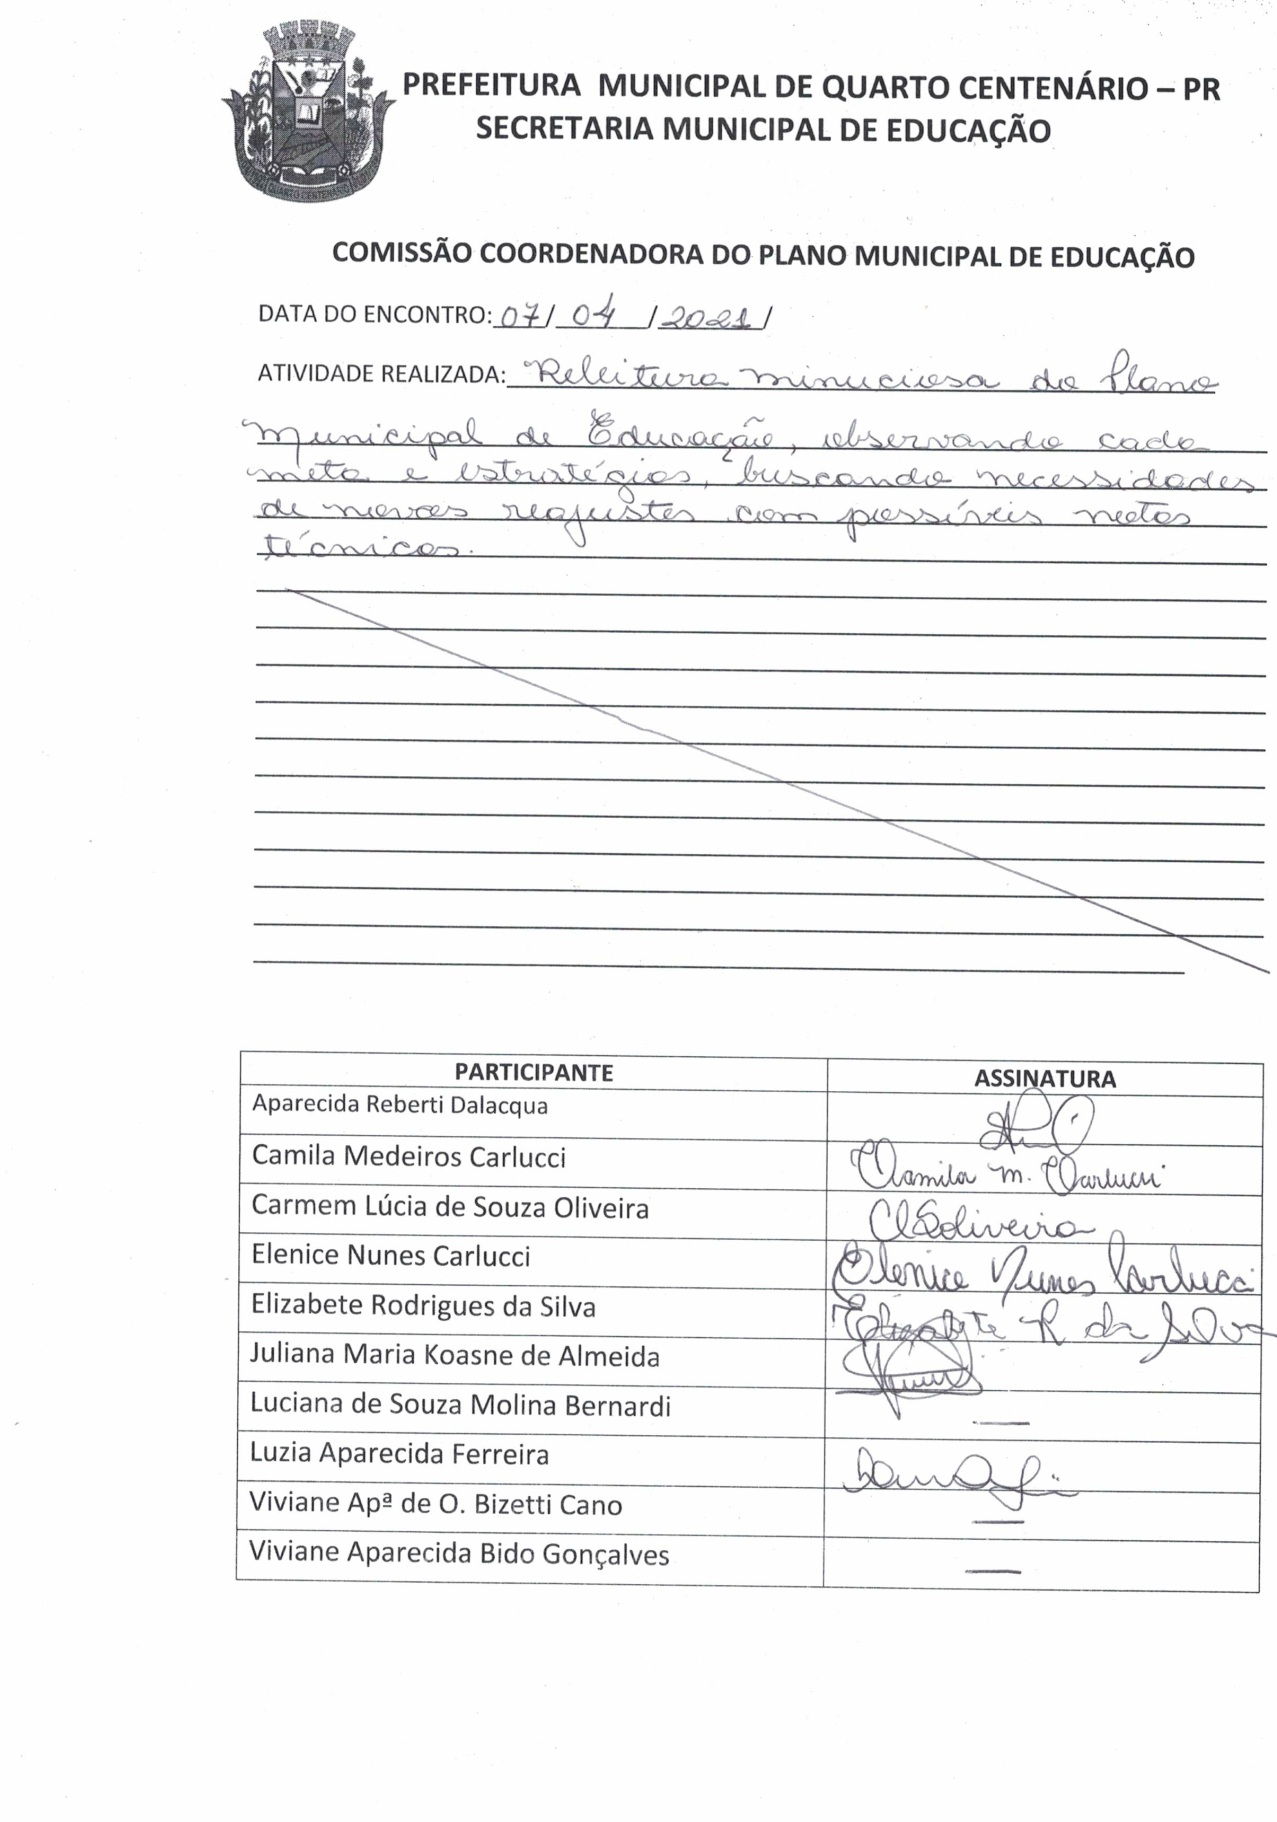 PREFEITURA MUNICIPAL DE QUARTO CENTENÁRIO – PR
SECRETARIA MUNICIPAL DE EDUCAÇÃO
QUARTO CENTENÁRIO
COMISSÃO COORDENADORA DO PLANO MUNICIPAL DE EDUCAÇÃO
DATA DO ENCONTRO: 07/ 04 /2021/
ATIVIDADE REALIZADA: Releitura minuciosa do Plano
Municipal de Educação, observando cada
meta e estratégias, buscando necessidades
de novos reajustes com possíveis notas
técnicas.
PARTICIPANTE ASSINATURA
Aparecida Reberti Dalacqua
Camila Medeiros Carlucci Camila M. Carlucci
Carmem Lúcia de Souza Oliveira CLSOliveira
Elenice Nunes Carlucci Elenice Nunes Carlucci
Elizabete Rodrigues da Silva Elizabete R da Silva
Juliana Maria Koasne de Almeida
Luciana de Souza Molina Bernardi —
Luzia Aparecida Ferreira
Viviane Apª de O. Bizetti Cano —
Viviane Aparecida Bido Gonçalves —